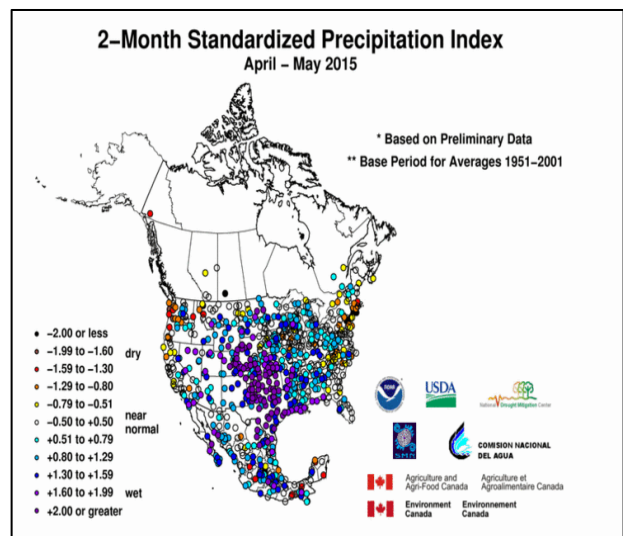 2–Month Standardized Precipitation Index
April – May 2015
* Based on Preliminary Data
** Base Period for Averages 1951–2001
−2.00 or less
−1.99 to −1.60
dry
−1.59 to −1.30
−1.29 to −0.80
−0.79 to −0.51
−0.50 to +0.50
near
normal
+0.51 to +0.79
+0.80 to +1.29
+1.30 to +1.59
+1.60 to +1.99
wet
+2.00 or greater
USDA
National Drought Mitigation Center
COMISION NACIONAL
DEL AGUA
Agriculture and
Agri-Food Canada
Agriculture et
Agroalimentaire Canada
Environment
Canada
Environnement
Canada